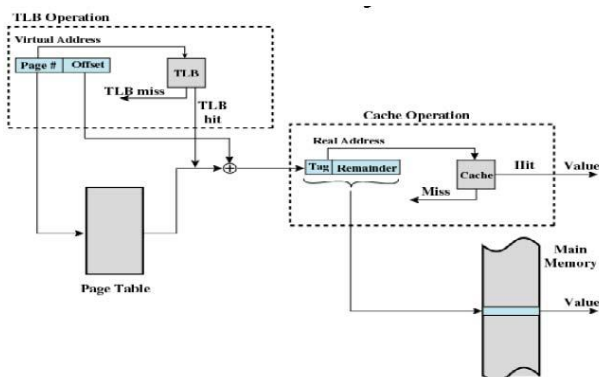 TLB Operation
Virtual Address
Page # Offset
TLB
TLB miss
TLB
hit
Cache Operation
Real Address
Tag Remainder
Cache
Hit
Value
Miss
Page Table
Main
Memory
Value